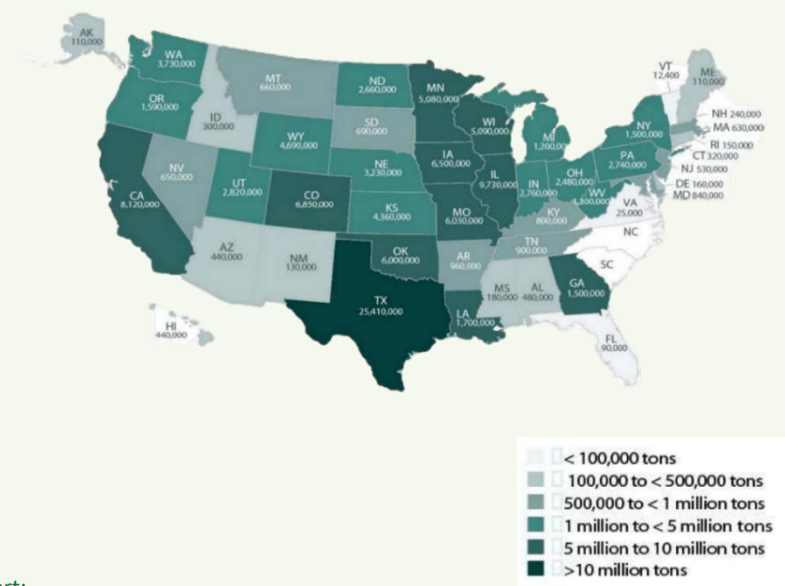 AK
110,000
WA
3,730,000
MT
660,000
ND
2,660,000
MN
5,080,000
VT
12,400
ME
110,000
OR
1,590,000
ID
300,000
WY
4,690,000
SD
690,000
WI
5,090,000
MI
1,200,00
NY
1,500,000
NH 240,000
MA 630,000
RI 150,000
CT 320,000
NJ 530,000
DE 160,000
MD 840,000
NV
650,000
UT
2,820,000
CO
6,850,000
NE
3,230,000
IA
6,500,000
IL
9,730,000
IN
2,760,000
OH
2,480,000
PA
2,740,000
WV
1,800,000
VA
25,000
CA
8,120,000
KS
4,360,000
MO
6,030,000
KY
800,000
NC
AZ
440,000
NM
130,000
OK
6,000,000
AR
960,000
TN
900,000
SC
TX
25,410,000
LA
1,700,000
MS
180,000
AL
480,000
GA
1,500,000
HI
440,000
FL
90,000
< 100,000 tons
100,000 to < 500,000 tons
500,000 to < 1 million tons
1 million to < 5 million tons
5 million to 10 million tons
>10 million tons